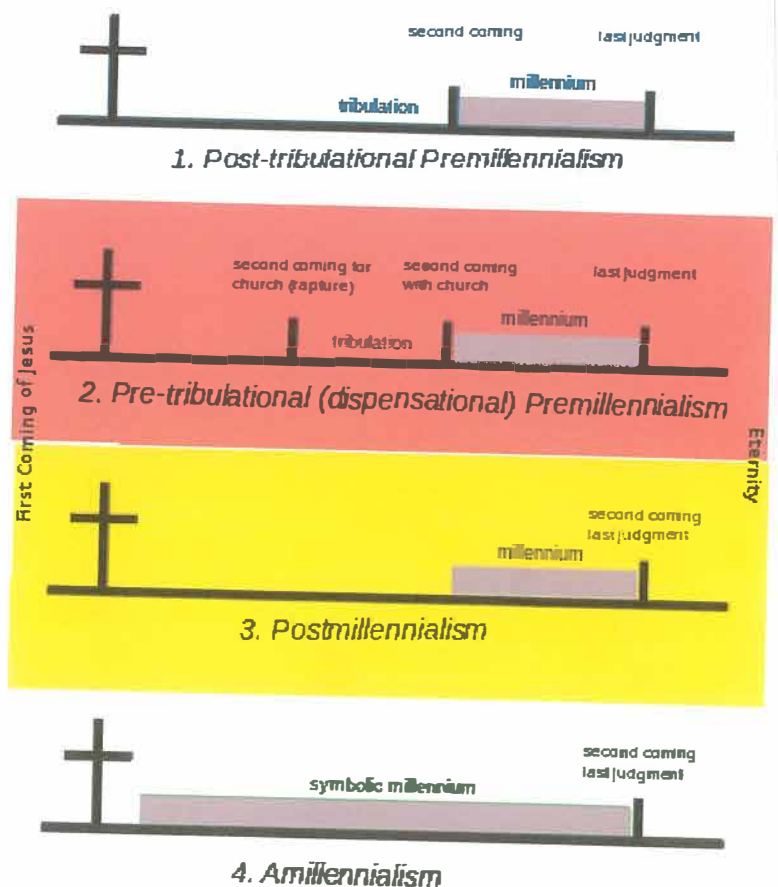 second coming
last judgment
millennium
tribulation
1. Post-tribulational Premillennialism
second coming for
church (rapture)
second coming
with church
last judgment
millennium
tribulation
2. Pre-tribulational (dispensational) Premillennialism
First Coming of Jesus
Eternity
second coming
last judgment
millennium
3. Postmillennialism
second coming
last judgment
symbolic millennium
4. Amillennialism